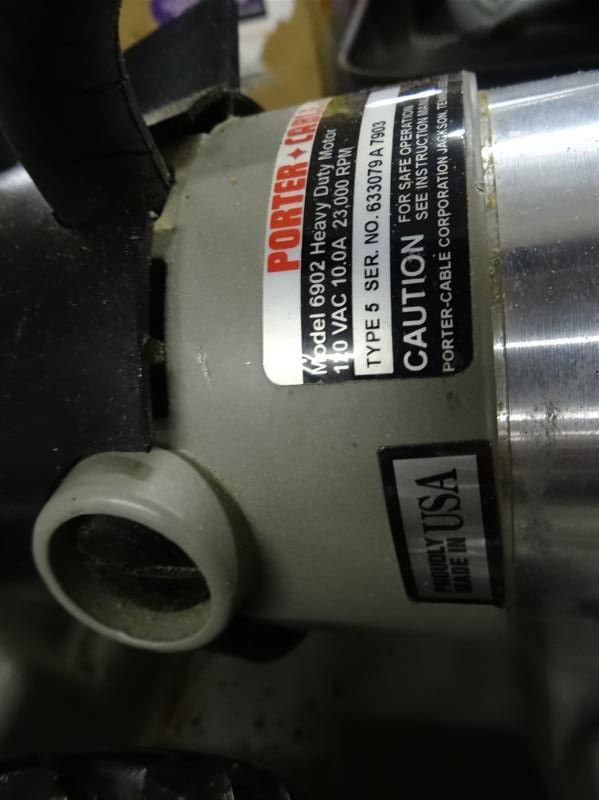 PORTER✦CABLE
Model 6902 Heavy Duty Motor
120 VAC 10.0A 23,000 RPM
TYPE 5 SER. NO. 633079 A 7903
CAUTION FOR SAFE OPERATION
SEE INSTRUCTION
PORTER-CABLE CORPORATION JACKSON,
PROUDLY
MADE IN USA